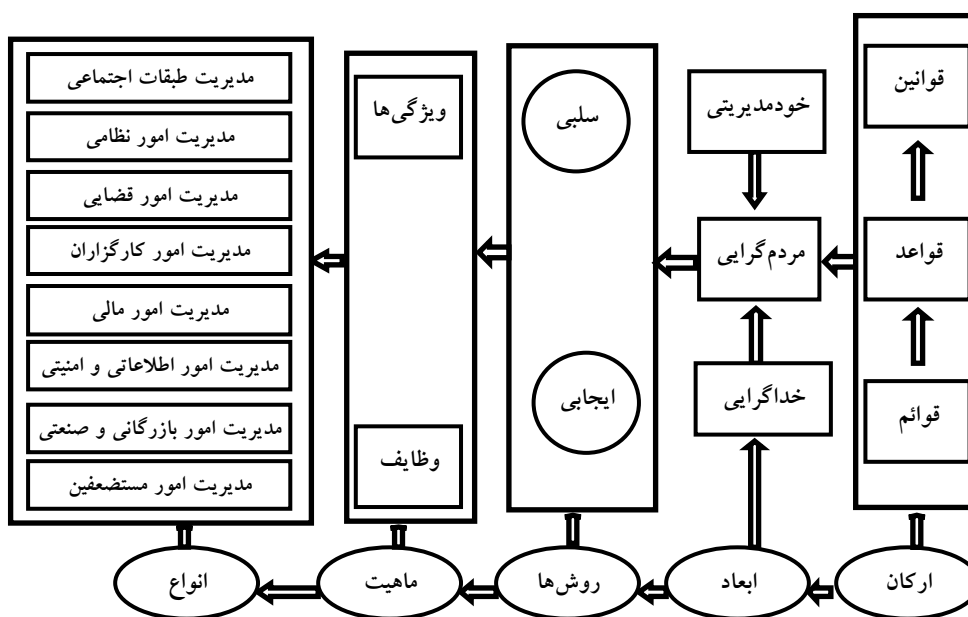 قوانین
قواعد
قوائم
ارکان
خودمدیریتی
مردم‌گرایی
خداگرایی
ابعاد
سلبی
ایجابی
روش‌ها
ویژگی‌ها
وظایف
ماهیت
مدیریت طبقات اجتماعی
مدیریت امور نظامی
مدیریت امور قضایی
مدیریت امور کارگزاران
مدیریت امور مالی
مدیریت امور اطلاعاتی و امنیتی
مدیریت امور بازرگانی و صنعتی
مدیریت امور مستضعفین
انواع